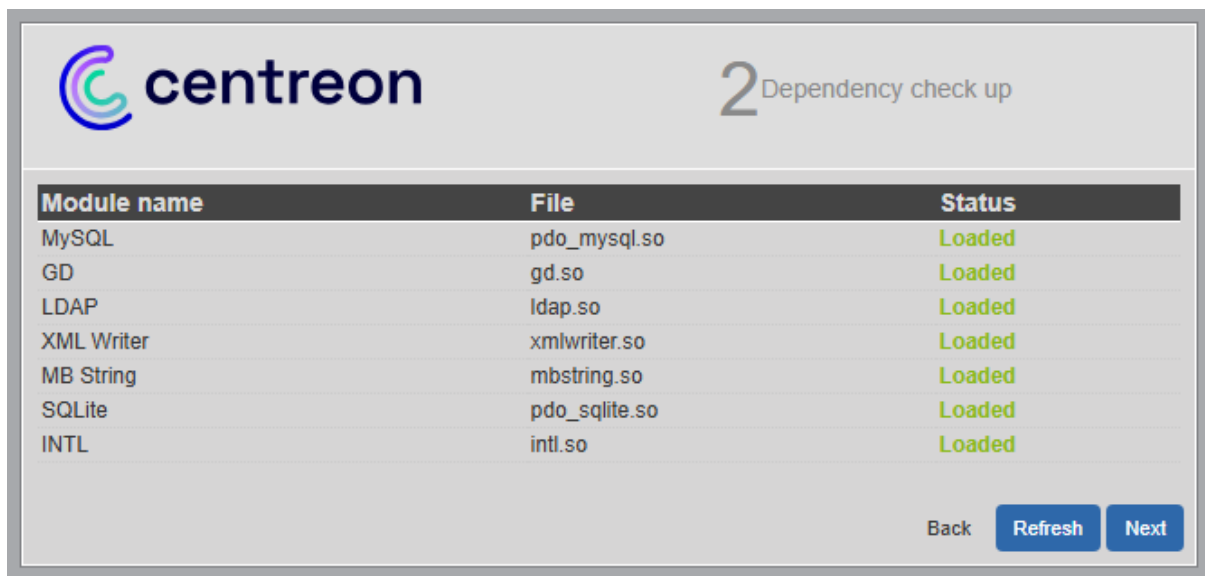 centreon
2 Dependency check up
Module name File Status
MySQL pdo_mysql.so Loaded
GD gd.so Loaded
LDAP ldap.so Loaded
XML Writer xmlwriter.so Loaded
MB String mbstring.so Loaded
SQLite pdo_sqlite.so Loaded
INTL intl.so Loaded
Back Refresh Next